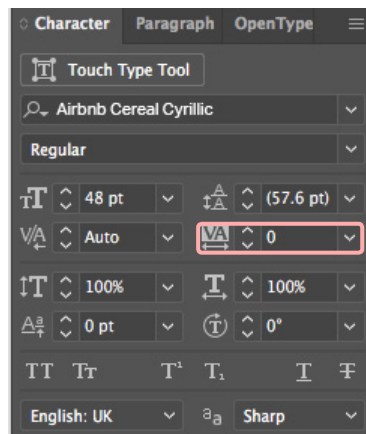 Character Paragraph OpenType
Touch Type Tool
Airbnb Cereal Cyrillic
Regular
48 pt (57.6 pt)
Auto 0
100% 100%
0 pt 0°
TT Tr T¹ T₁ T T
English: UK aa Sharp